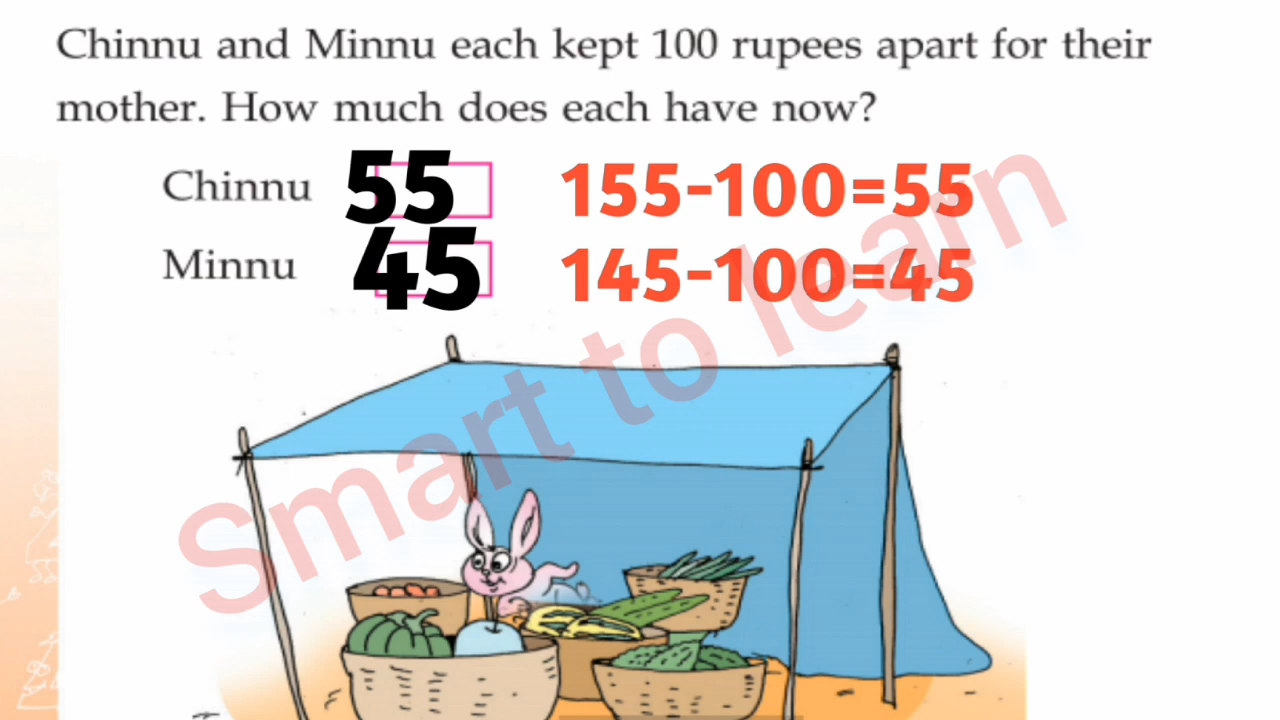 Chinnu and Minnu each kept 100 rupees apart for their
mother. How much does each have now?
Chinnu 55 155-100=55
Minnu 45 145-100=45
Smart to learn